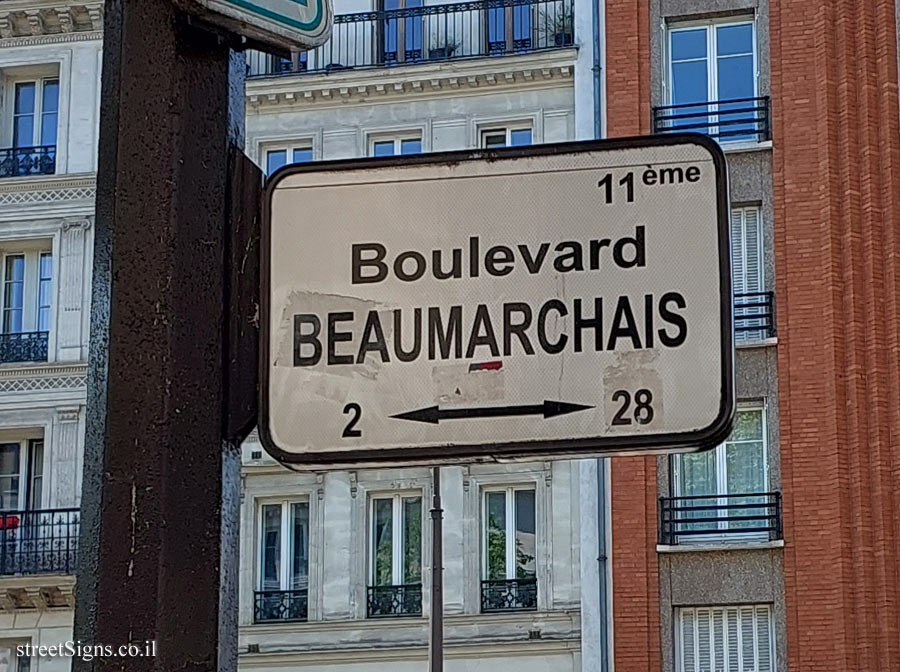 11ème
Boulevard
BEAUMARCHAIS
2 ↔ 28
streetSigns.co.il